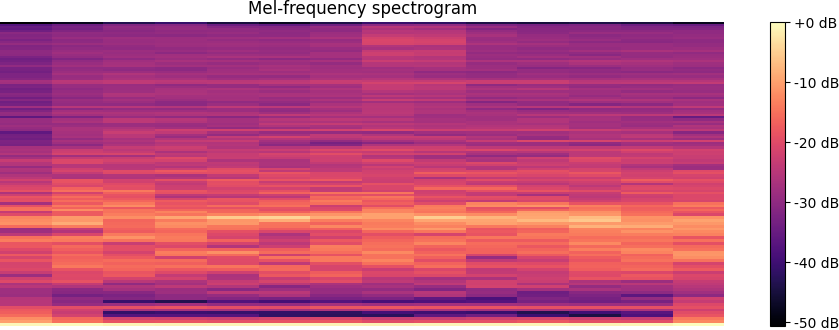 Mel-frequency spectrogram
+0 dB
-10 dB
-20 dB
-30 dB
-40 dB
-50 dB